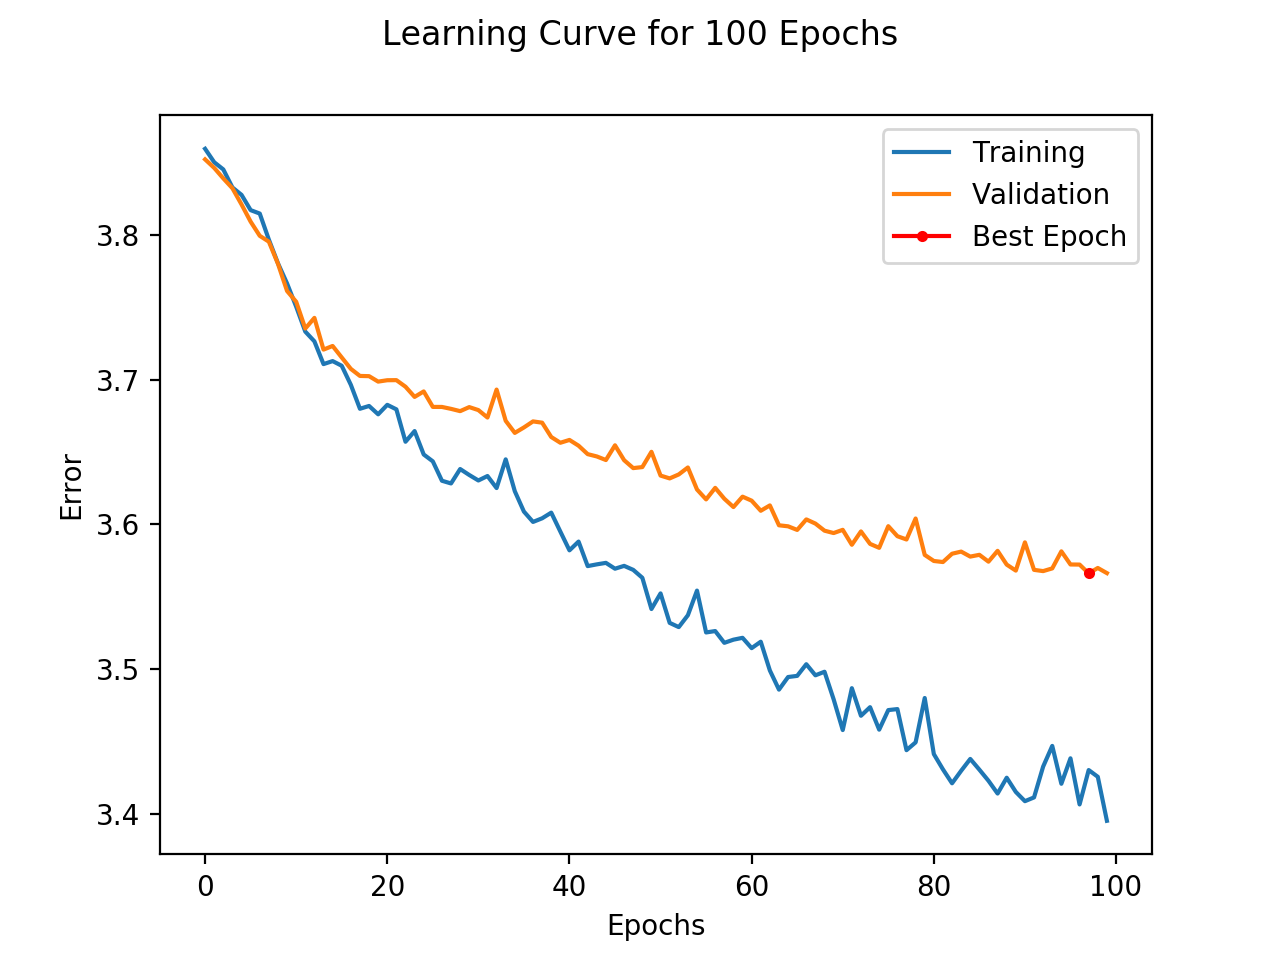 Learning Curve for 100 Epochs
Training
Validation
Best Epoch
3.8
3.7
3.6
3.5
3.4
Error
0 20 40 60 80 100
Epochs